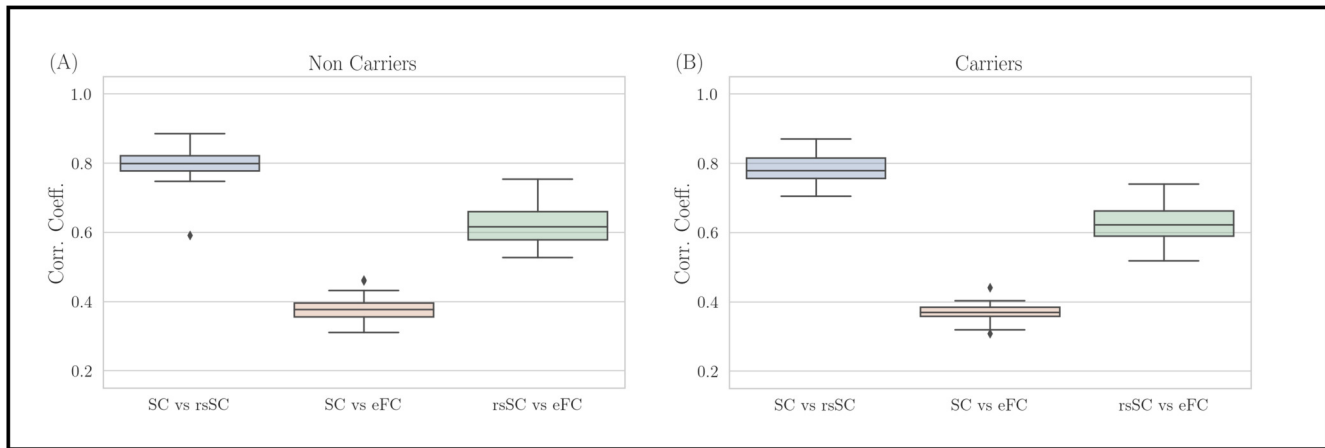 (A)
Non Carriers
1.0
0.8
0.6
0.4
0.2
Corr. Coeff.
SC vs rsSC
SC vs eFC
rsSC vs eFC
(B)
Carriers
1.0
0.8
0.6
0.4
0.2
Corr. Coeff.
SC vs rsSC
SC vs eFC
rsSC vs eFC